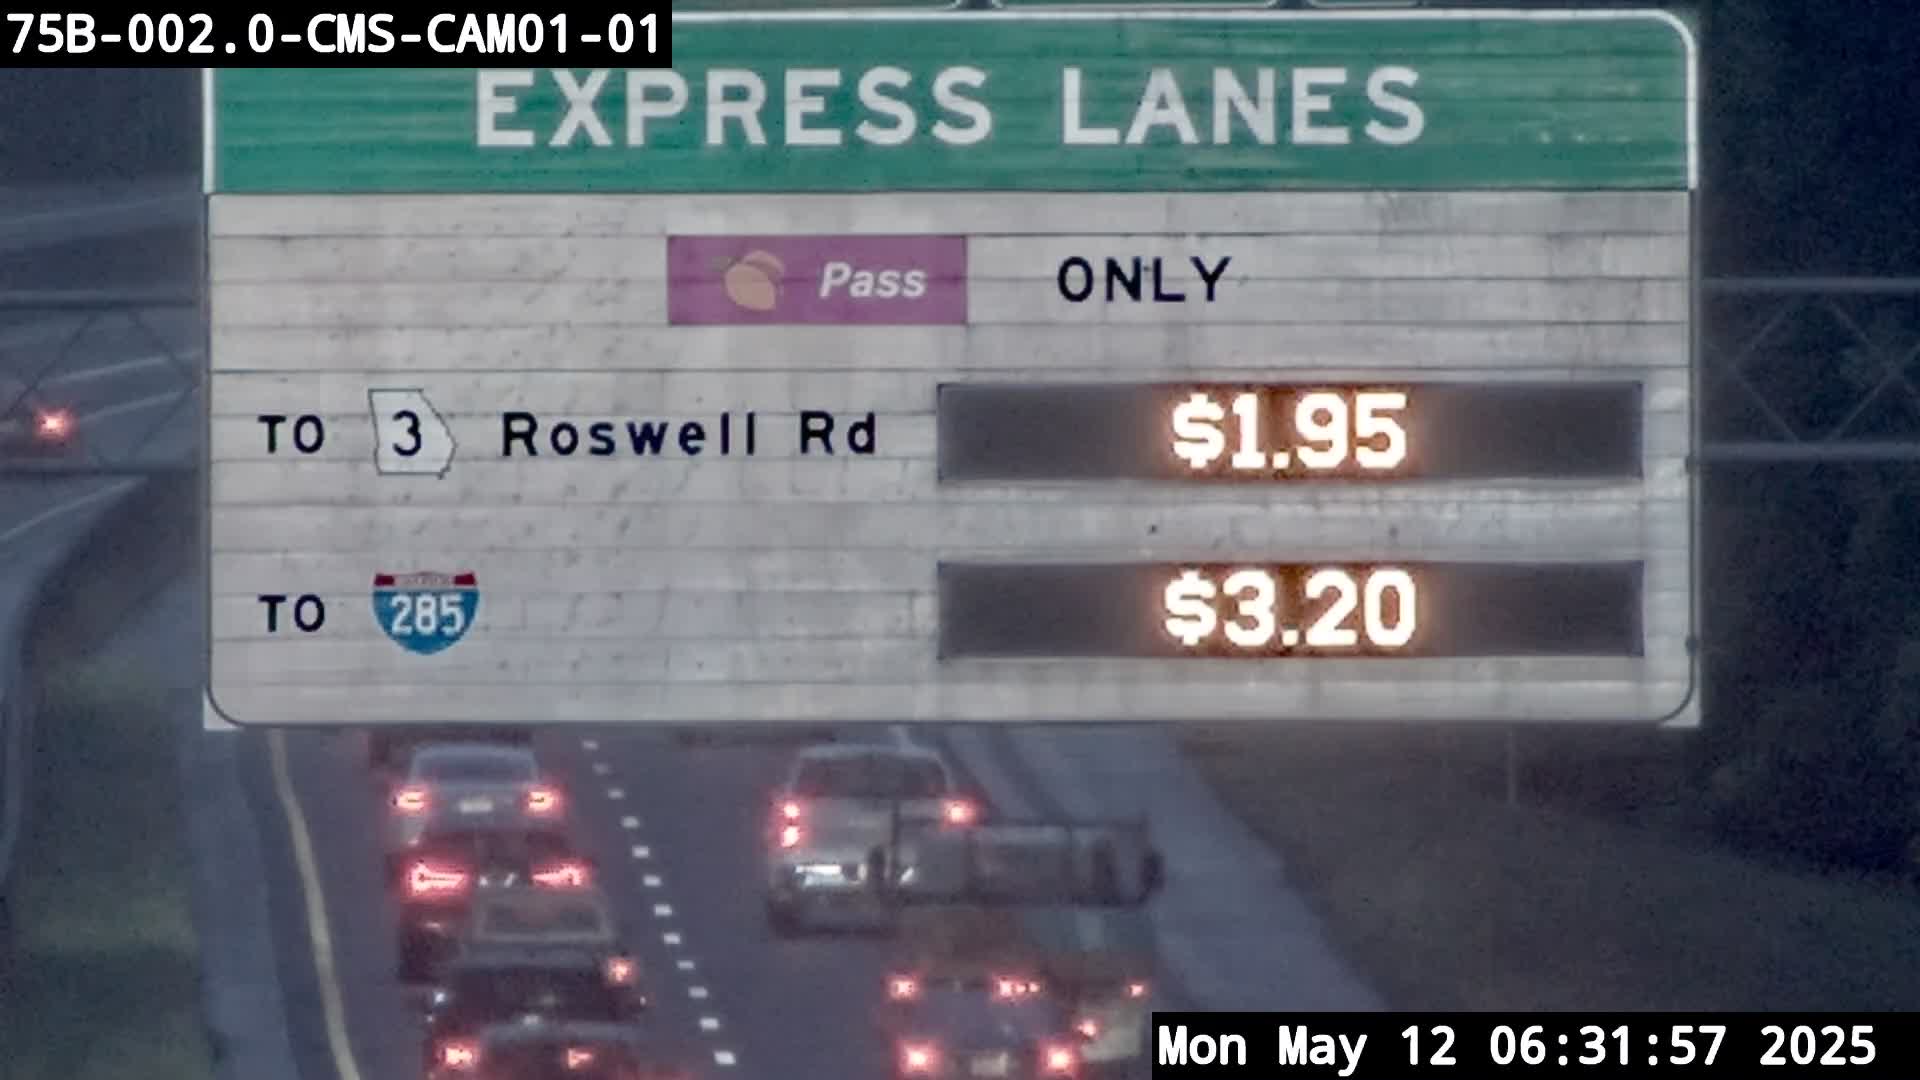 75B-002.0-CMS-CAM01-01
EXPRESS LANES
Pass ONLY
TO 3 Roswell Rd $1.95
TO 285 $3.20
Mon May 12 06:31:57 2025